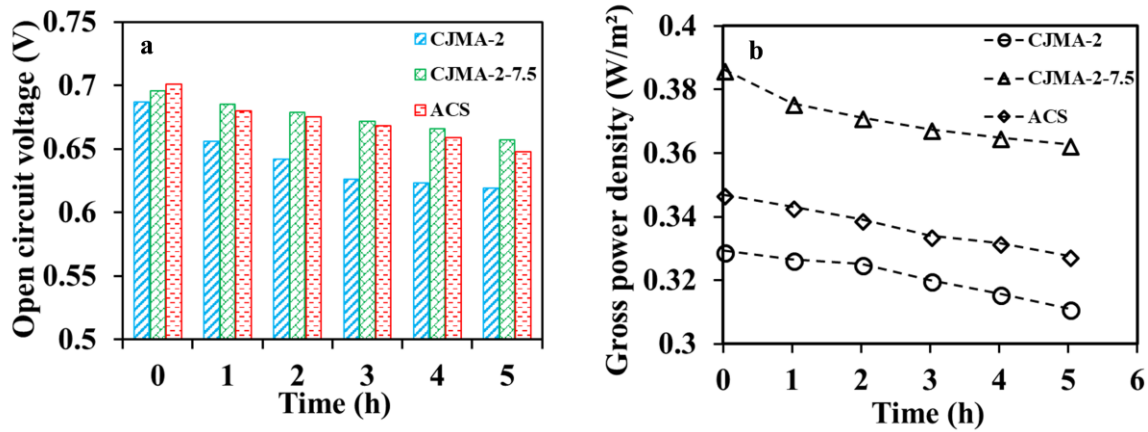 a
CJMA-2
CJMA-2-7.5
ACS
Open circuit voltage (V)
0.75
0.7
0.65
0.6
0.55
0.5
0 1 2 3 4 5
Time (h)
b
CJMA-2
CJMA-2-7.5
ACS
Gross power density (W/m²)
0.4
0.38
0.36
0.34
0.32
0.3
0 1 2 3 4 5 6
Time (h)